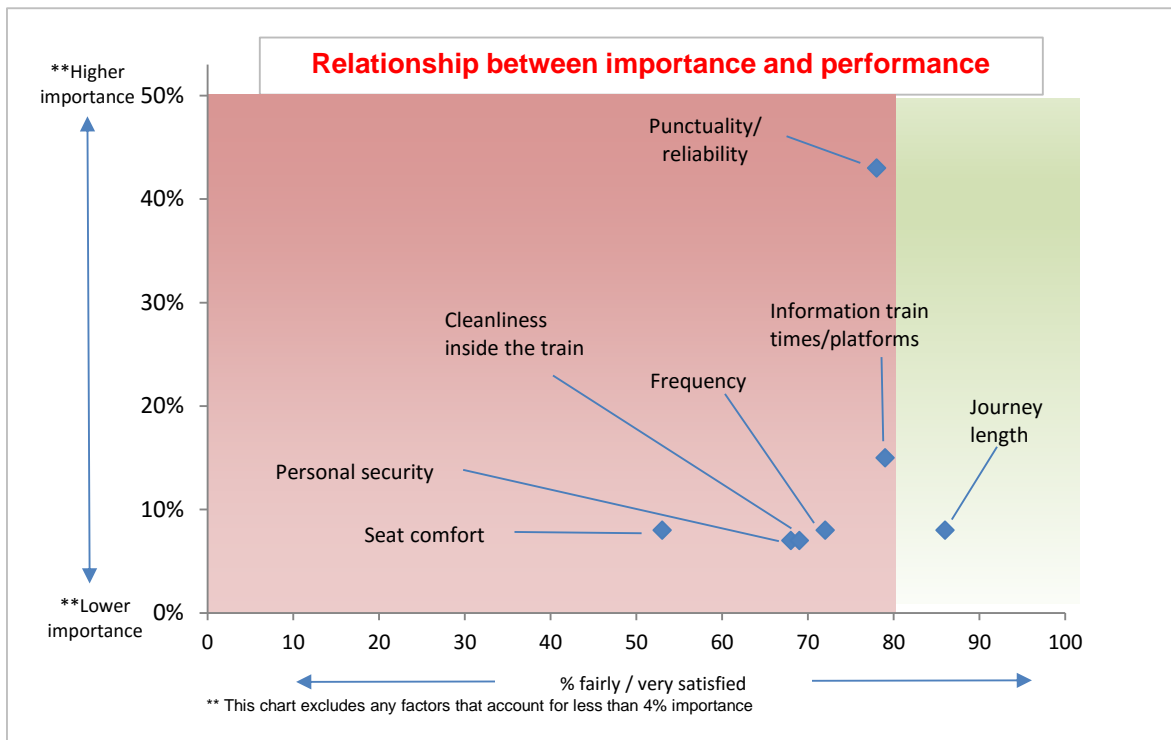 Relationship between importance and performance
**Higher
importance
50%
40%
30%
20%
10%
0%
**Lower
importance
Punctuality/
reliability
Cleanliness
inside the train
Information train
times/platforms
Frequency
Journey
length
Personal security
Seat comfort
0 10 20 30 40 50 60 70 80 90 100
% fairly / very satisfied
** This chart excludes any factors that account for less than 4% importance